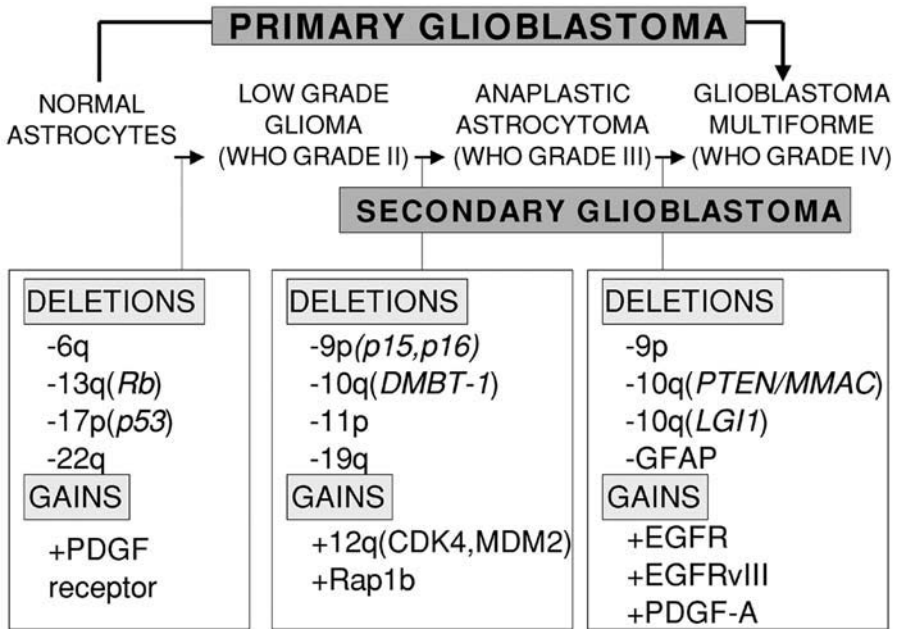 PRIMARY GLIOBLASTOMA
NORMAL
ASTROCYTES
LOW GRADE
GLIOMA
(WHO GRADE II)
ANAPLASTIC
ASTROCYTOMA
(WHO GRADE III)
GLIOBLASTOMA
MULTIFORME
(WHO GRADE IV)
SECONDARY GLIOBLASTOMA
DELETIONS
-6q
-13q(Rb)
-17p(p53)
-22q
GAINS
+PDGF
receptor
DELETIONS
-9p(p15,p16)
-10q(DMBT-1)
-11p
-19q
GAINS
+12q(CDK4,MDM2)
+Rap1b
DELETIONS
-9p
-10q(PTEN/MMAC)
-10q(LGI1)
-GFAP
GAINS
+EGFR
+EGFRvIII
+PDGF-A